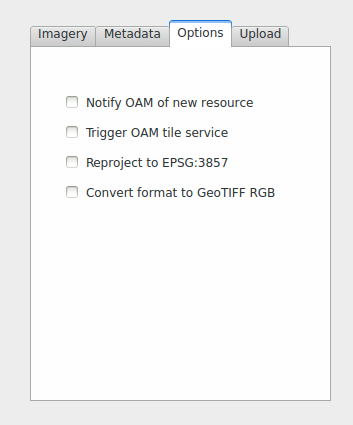 Imagery Metadata Options Upload
Notify OAM of new resource
Trigger OAM tile service
Reproject to EPSG:3857
Convert format to GeoTIFF RGB